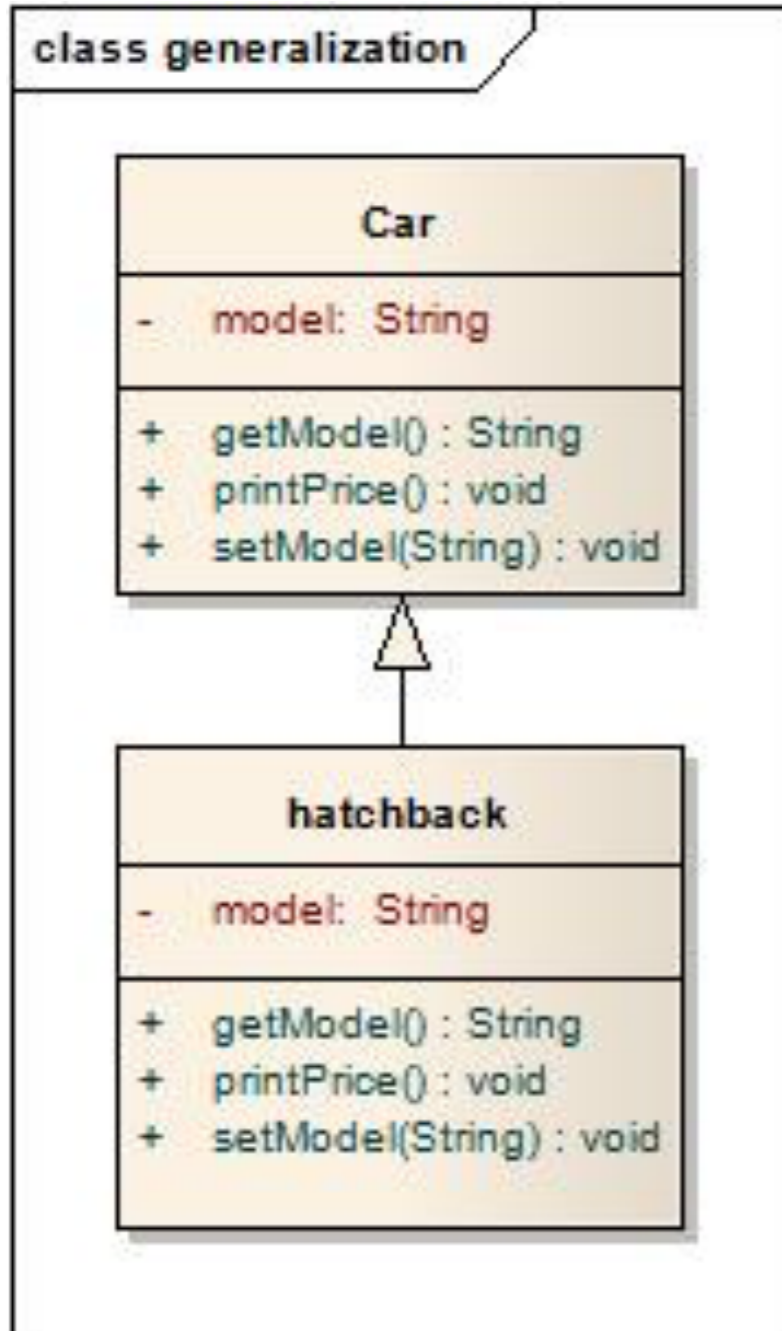 class generalization
Car
- model: String
+ getModel() : String
+ printPrice() : void
+ setModel(String) : void
hatchback
- model: String
+ getModel() : String
+ printPrice() : void
+ setModel(String) : void